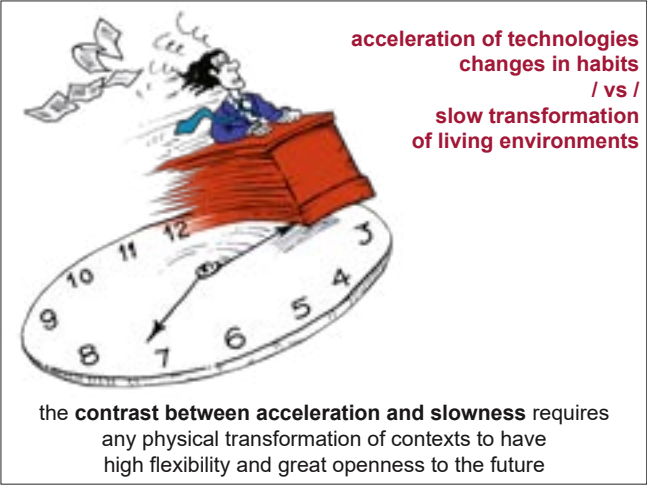 acceleration of technologies
changes in habits
/ vs /
slow transformation
of living environments
12
11
10
9
8
7
6
5
4
3
the contrast between acceleration and slowness requires
any physical transformation of contexts to have
high flexibility and great openness to the future